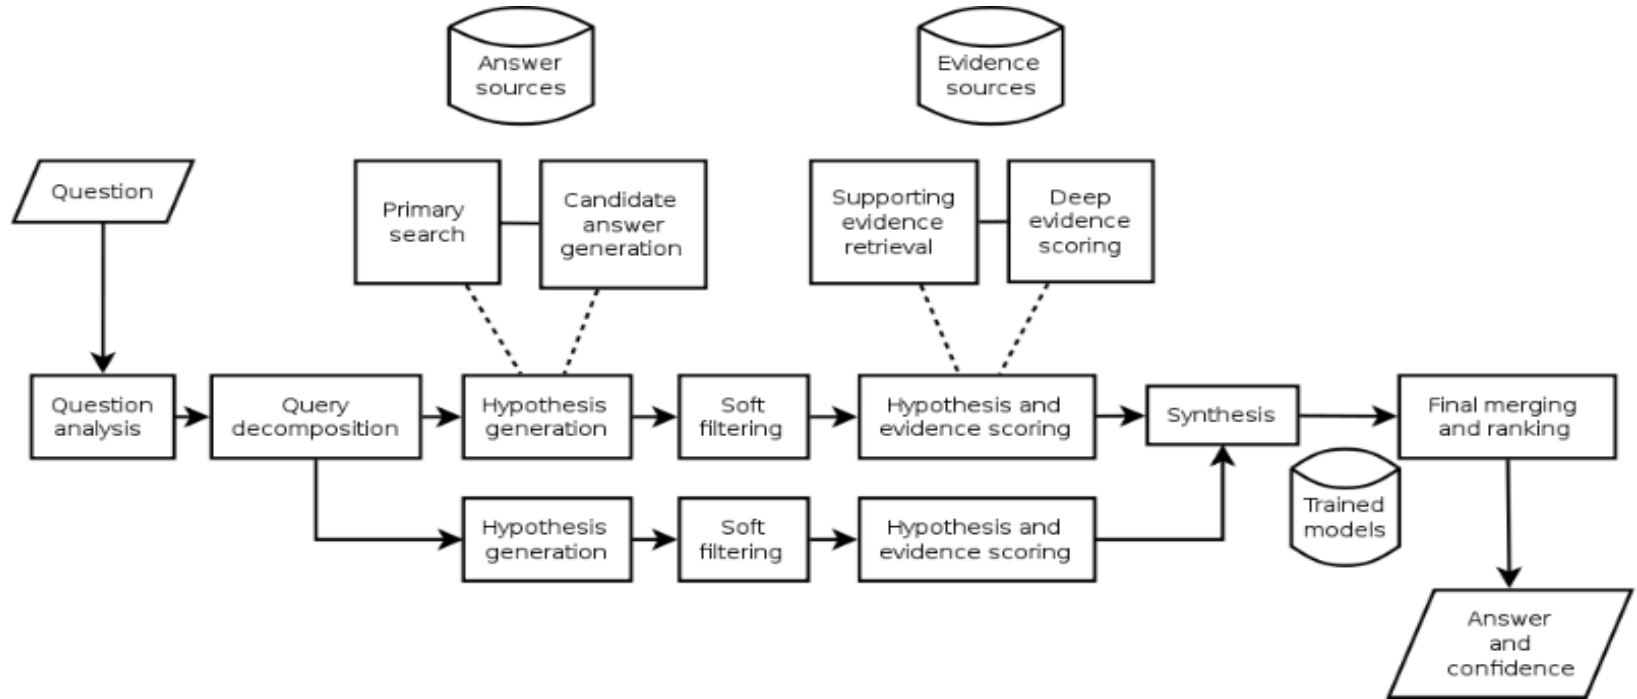 Answer
sources
Evidence
sources
Question
Primary
search
Candidate
answer
generation
Supporting
evidence
retrieval
Deep
evidence
scoring
Question
analysis
Query
decomposition
Hypothesis
generation
Soft
filtering
Hypothesis and
evidence scoring
Synthesis
Final merging
and ranking
Hypothesis
generation
Soft
filtering
Hypothesis and
evidence scoring
Trained
models
Answer
and
confidence